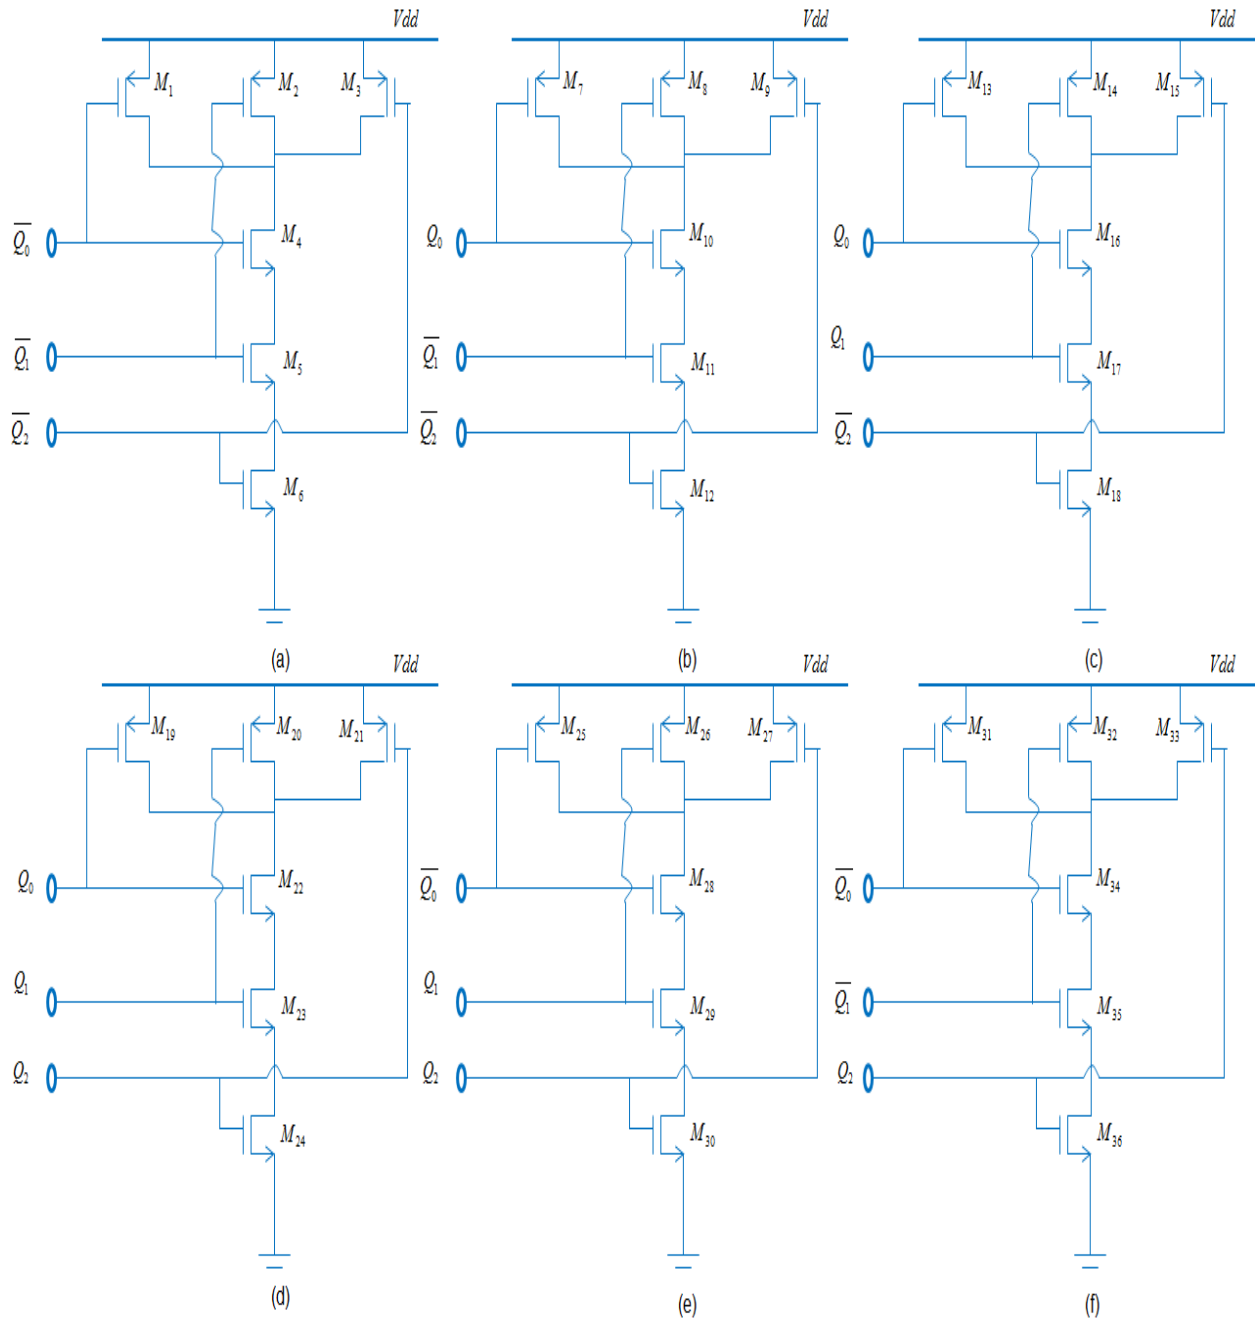 Vdd Vdd Vdd
M₁ M₂ M₃ M₇ M₈ M₉ M₁₃ M₁₄ M₁₅
Q̅₀ M₄ Q₀ M₁₀ Q₀ M₁₆
Q̅₁ M₅ Q̅₁ M₁₁ Q₁ M₁₇
Q̅₂ Q̅₂ Q̅₂
M₆ M₁₂ M₁₈
(a) (b) (c)
Vdd Vdd Vdd
M₁₉ M₂₀ M₂₁ M₂₅ M₂₆ M₂₇ M₃₁ M₃₂ M₃₃
Q₀ M₂₂ Q̅₀ M₂₈ Q̅₀ M₃₄
Q₁ M₂₃ Q₁ M₂₉ Q̅₁ M₃₅
Q₂ Q₂ Q₂
M₂₄ M₃₀ M₃₆
(d) (e) (f)